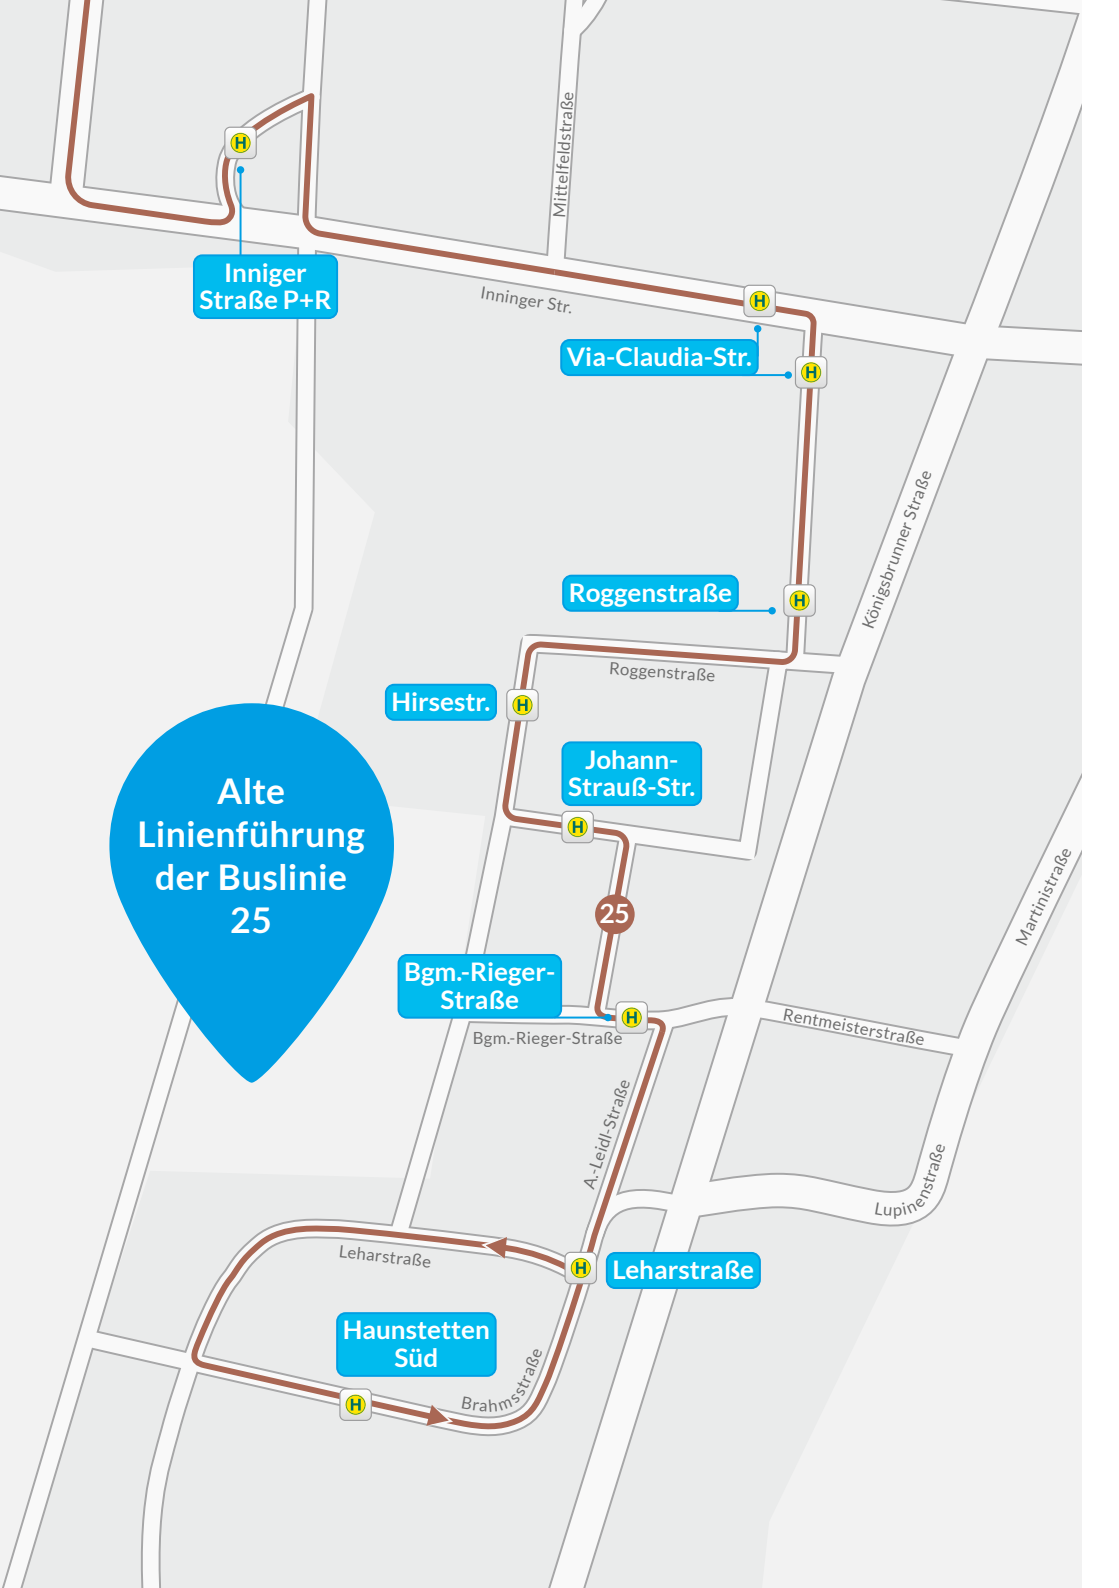 Mittelfeldstraße
H
Inniger
Straße P+R
Inninger Str.
H
Via-Claudia-Str.
H
Königsbrunner Straße
Roggenstraße
H
Roggenstraße
Hirsestr.
H
Johann-
Strauß-Str.
H
Alte
Linienführung
der Buslinie
25
25
Martinistraße
Bgm.-Rieger-
Straße
H
Bgm.-Rieger-Straße
Rentmeisterstraße
A.-Leidl-Straße
Lupinenstraße
Leharstraße
H
Leharstraße
Haunstetten
Süd
H
Brahmsstraße